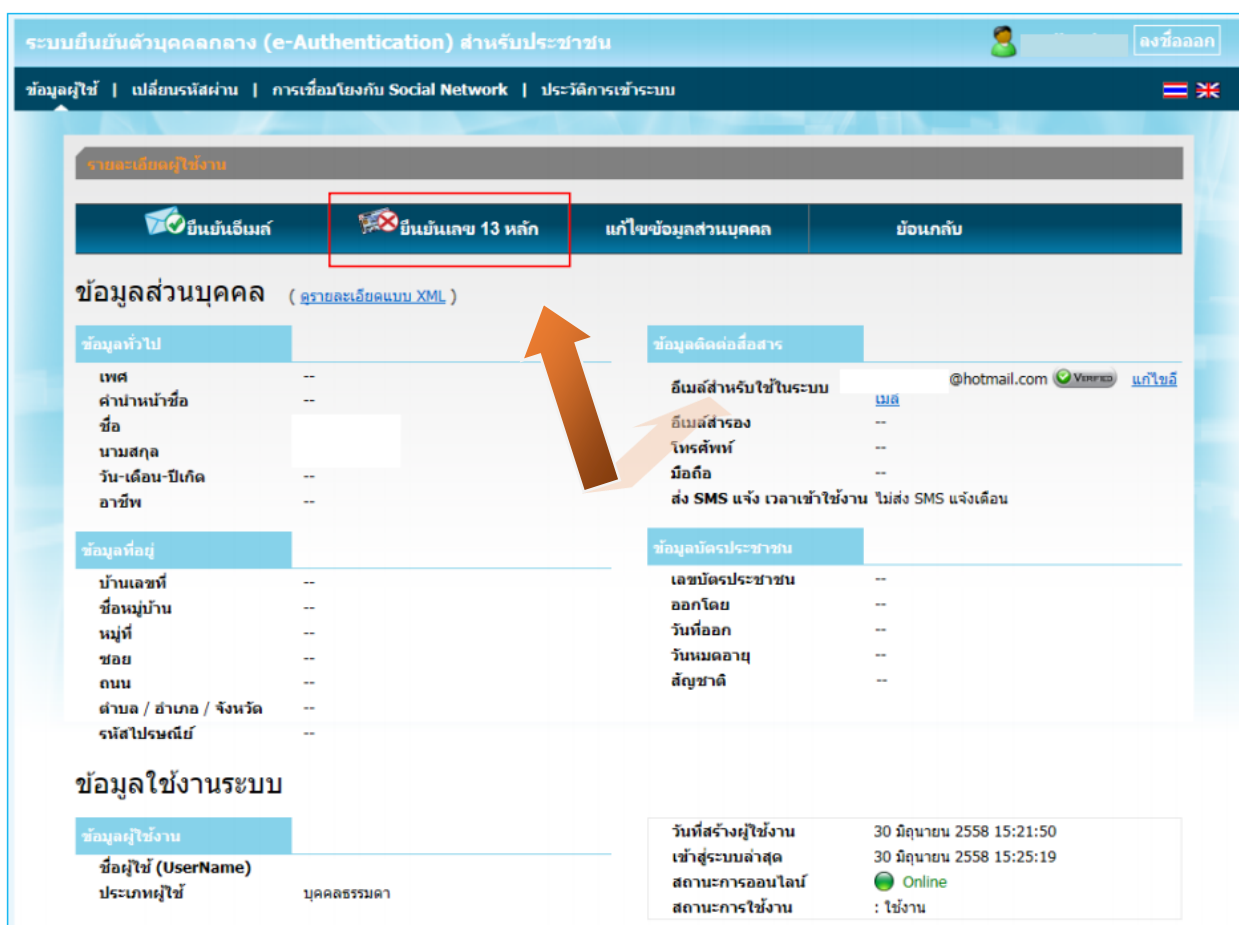 ระบบยืนยันตัวบุคคลกลาง (e-Authentication) สำหรับประชาชน
ลงชื่อออก
ข้อมูลผู้ใช้ | เปลี่ยนรหัสผ่าน | การเชื่อมโยงกับ Social Network | ประวัติการเข้าระบบ
รายละเอียดผู้ใช้งาน
ยืนยันอีเมล์ ยืนยันเลข 13 หลัก แก้ไขข้อมูลส่วนบุคคล ย้อนกลับ
ข้อมูลส่วนบุคคล ( ดูรายละเอียดแบบ XML )
ข้อมูลทั่วไป
เพศ --
คำนำหน้าชื่อ --
ชื่อ
นามสกุล
วัน-เดือน-ปีเกิด --
อาชีพ --
ข้อมูลติดต่อสื่อสาร
อีเมล์สำหรับใช้ในระบบ @hotmail.com VERIFIED แก้ไขอี
เมล์
อีเมล์สำรอง --
โทรศัพท์ --
มือถือ --
ส่ง SMS แจ้ง เวลาเข้าใช้งาน ไม่ส่ง SMS แจ้งเตือน
ข้อมูลที่อยู่
บ้านเลขที่ --
ชื่อหมู่บ้าน --
หมู่ที่ --
ซอย --
ถนน --
ตำบล / อำเภอ / จังหวัด --
รหัสไปรษณีย์ --
ข้อมูลบัตรประชาชน
เลขบัตรประชาชน --
ออกโดย --
วันที่ออก --
วันหมดอายุ --
สัญชาติ --
ข้อมูลใช้งานระบบ
ข้อมูลผู้ใช้งาน
ชื่อผู้ใช้ (UserName)
ประเภทผู้ใช้ บุคคลธรรมดา
วันที่สร้างผู้ใช้งาน 30 มิถุนายน 2558 15:21:50
เข้าสู่ระบบล่าสุด 30 มิถุนายน 2558 15:25:19
สถานะการออนไลน์ Online
สถานะการใช้งาน : ใช้งาน